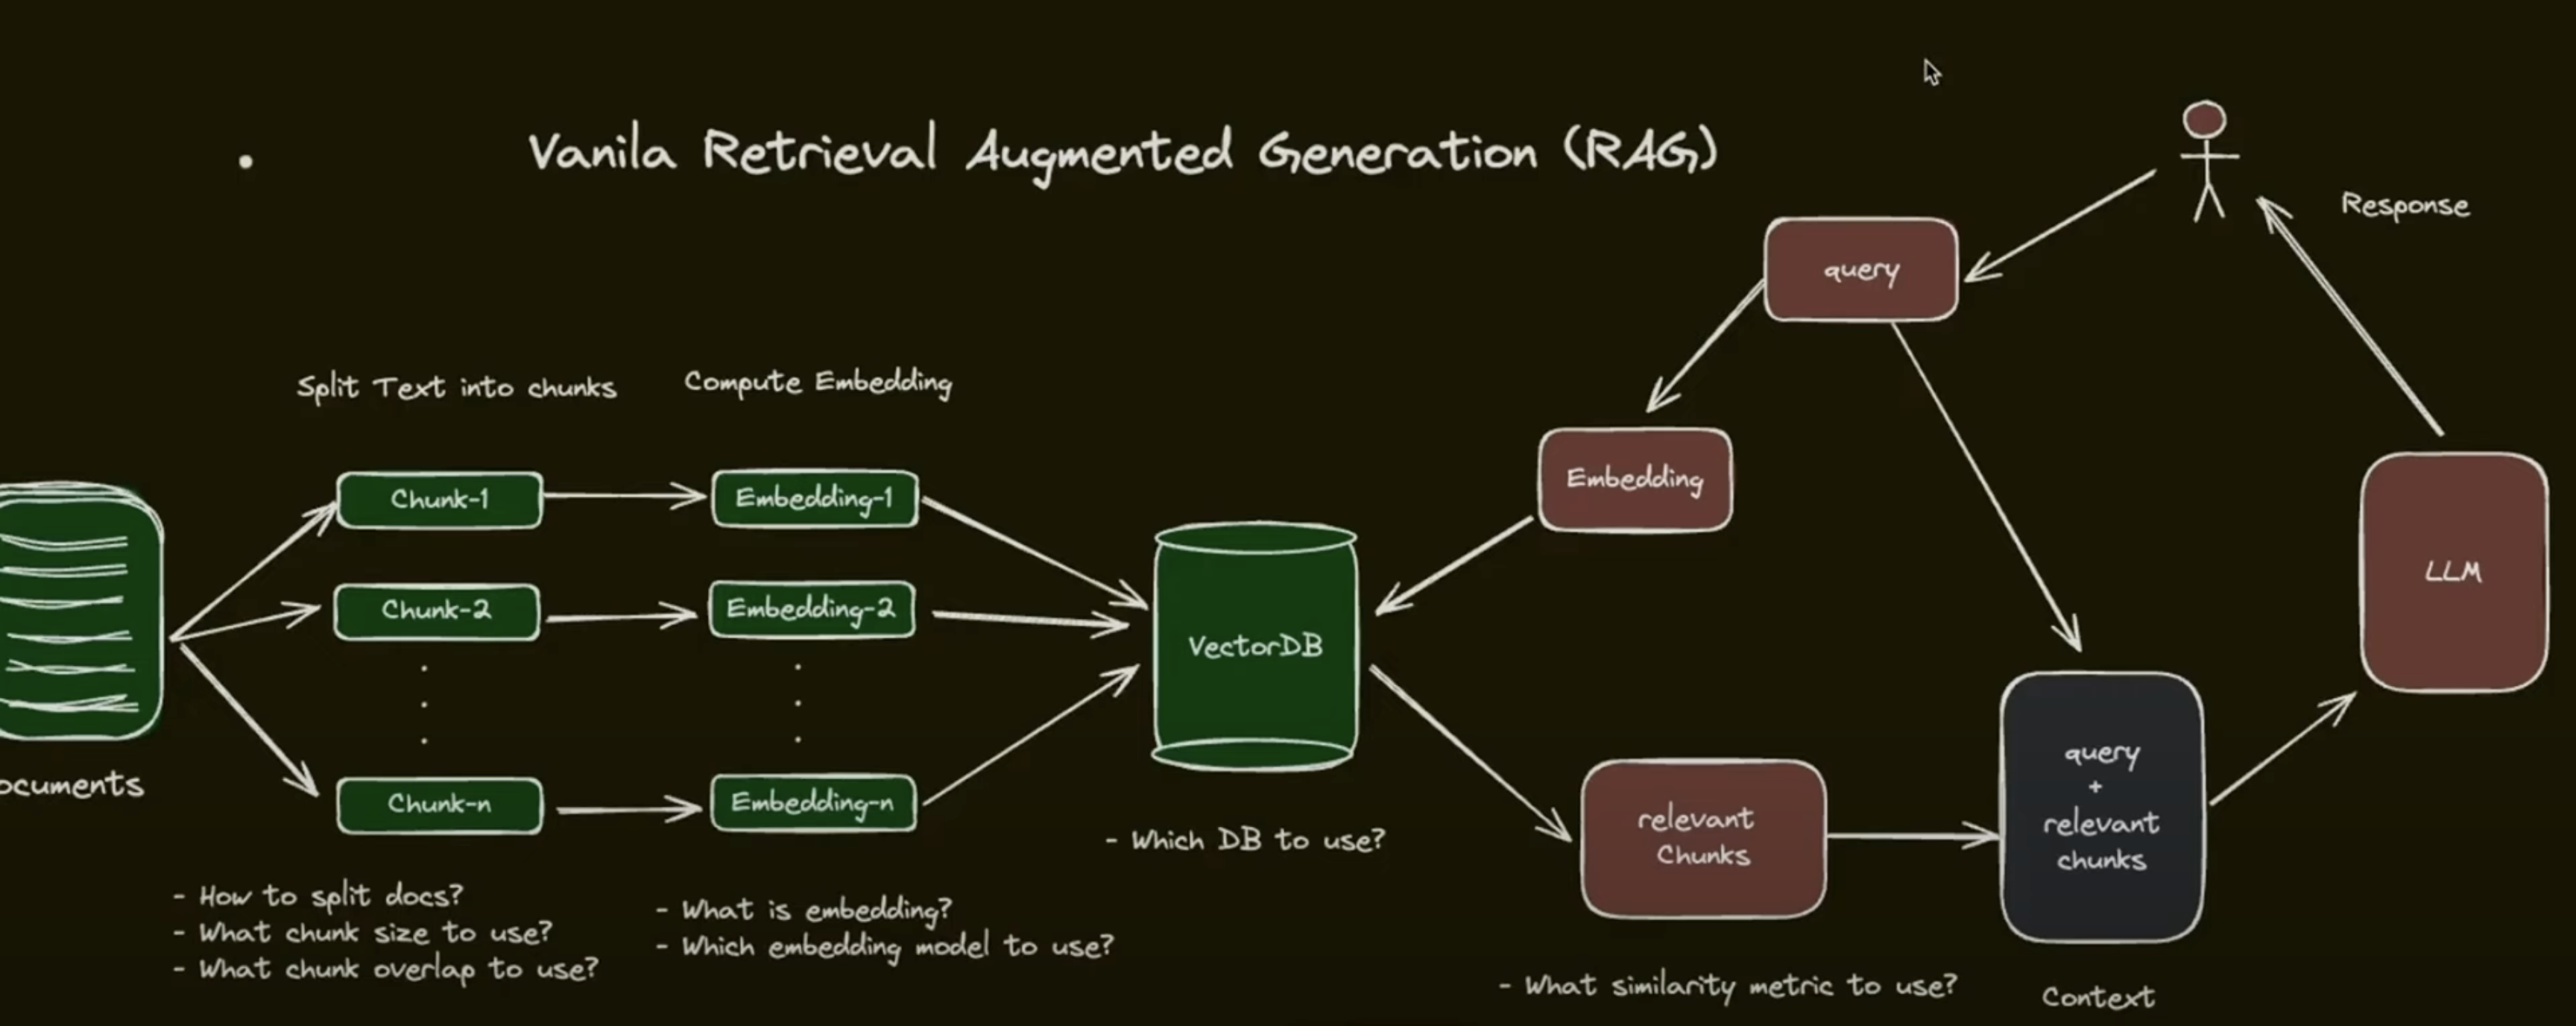 Vanila Retrieval Augmented Generation (RAG)
Response
query
Split Text into chunks
Compute Embedding
Embedding
Chunk-1
Embedding-1
LLM
Chunk-2
Embedding-2
VectorDB
ocuments
Chunk-n
Embedding-n
- Which DB to use?
relevant
Chunks
query
+
relevant
chunks
- How to split docs?
- What chunk size to use?
- What chunk overlap to use?
- What is embedding?
- Which embedding model to use?
- What similarity metric to use?
Context